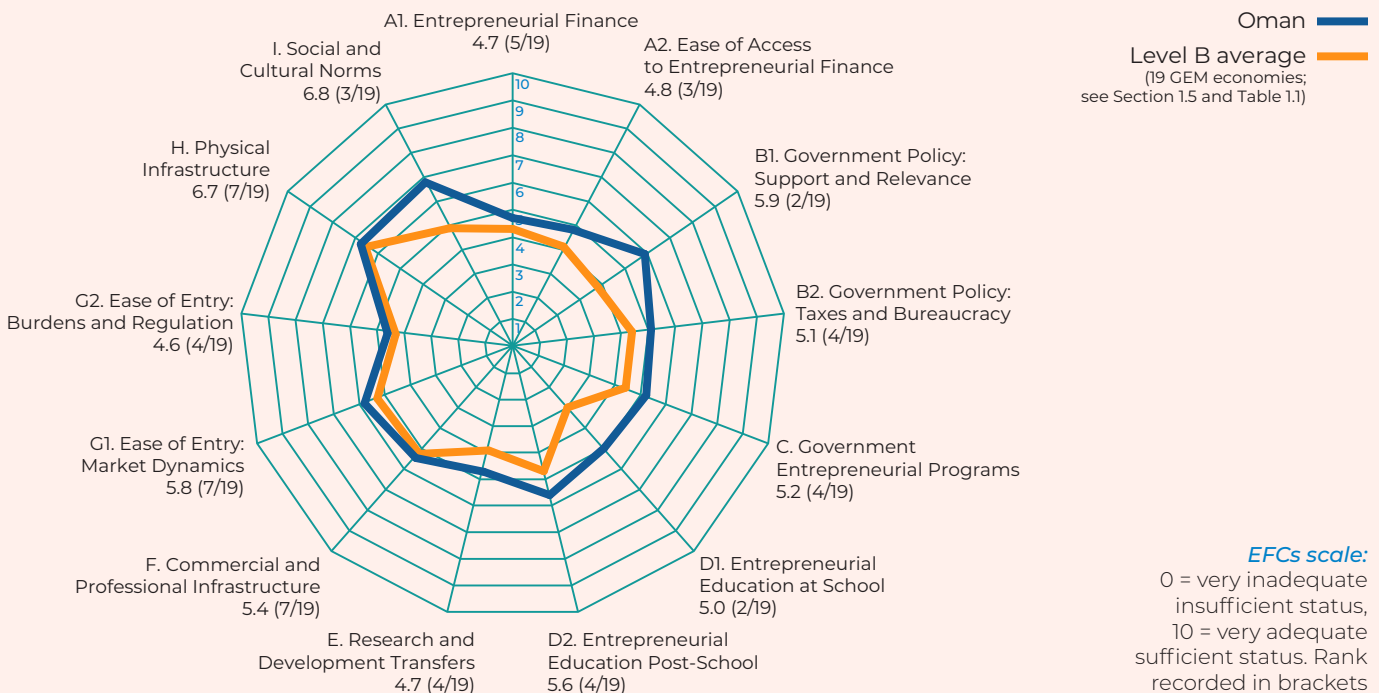 A1. Entrepreneurial Finance
4.7 (5/19)
A2. Ease of Access
to Entrepreneurial Finance
4.8 (3/19)
B1. Government Policy:
Support and Relevance
5.9 (2/19)
B2. Government Policy:
Taxes and Bureaucracy
5.1 (4/19)
C. Government
Entrepreneurial Programs
5.2 (4/19)
D1. Entrepreneurial
Education at School
5.0 (2/19)
D2. Entrepreneurial
Education Post-School
5.6 (4/19)
E. Research and
Development Transfers
4.7 (4/19)
F. Commercial and
Professional Infrastructure
5.4 (7/19)
G1. Ease of Entry:
Market Dynamics
5.8 (7/19)
G2. Ease of Entry:
Burdens and Regulation
4.6 (4/19)
H. Physical
Infrastructure
6.7 (7/19)
I. Social and
Cultural Norms
6.8 (3/19)
10
9
8
7
6
5
4
3
2
1
Oman
Level B average
(19 GEM economies;
see Section 1.5 and Table 1.1)
EFCs scale:
0 = very inadequate
insufficient status,
10 = very adequate
sufficient status. Rank
recorded in brackets